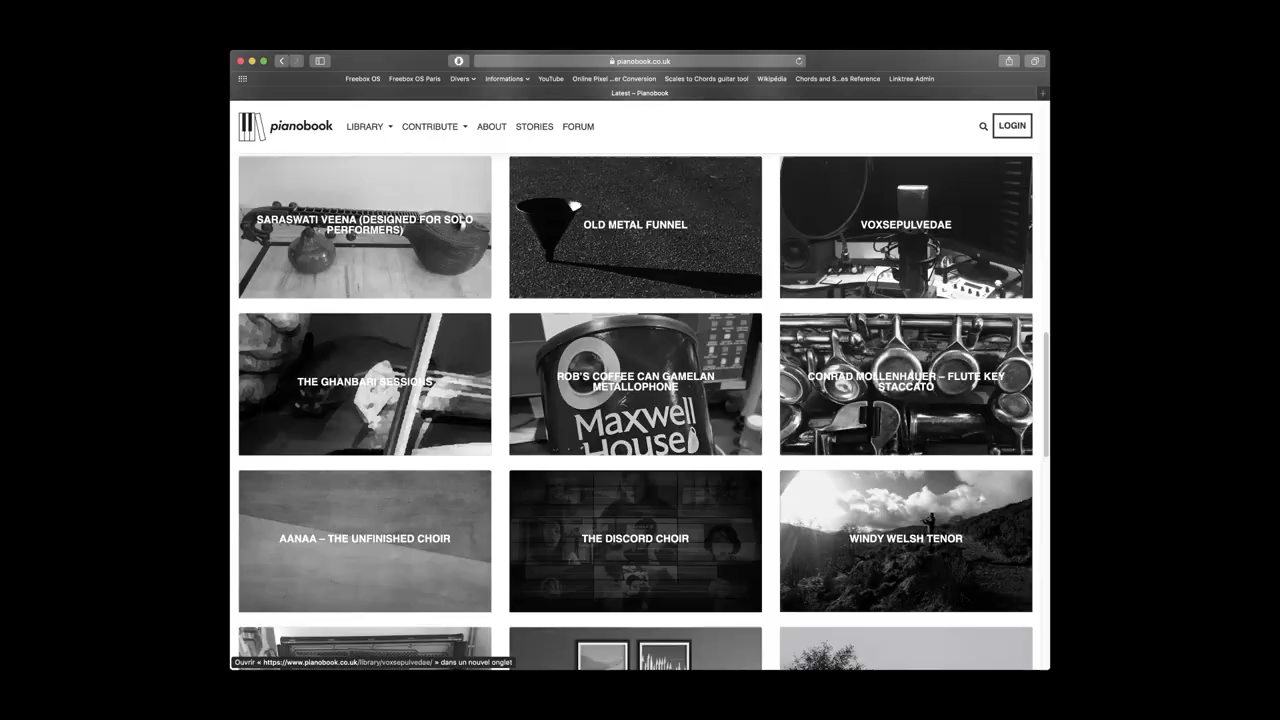 pianobook.co.uk
Freebox OS Freebox OS Paris Divers Informations YouTube Online Pixel ...er Conversion Scales to Chords guitar tool Wikipédia Chords and S...es Reference Linktree Admin
Latest – Pianobook
pianobook LIBRARY CONTRIBUTE ABOUT STORIES FORUM LOGIN
SARASWATI VEENA (DESIGNED FOR SOLO
PERFORMERS)
OLD METAL FUNNEL
VOXSEPULVEDAE
THE GHANBARI SESSIONS
ROB'S COFFEE CAN GAMELAN
METALLOPHONE
Maxwell
House
CONRAD MOLLENHAUER – FLUTE KEY
STACCATO
AANAA – THE UNFINISHED CHOIR
THE DISCORD CHOIR
WINDY WELSH TENOR
Ouvrir « https://www.pianobook.co.uk/library/voxsepulvedae/ » dans un nouvel onglet